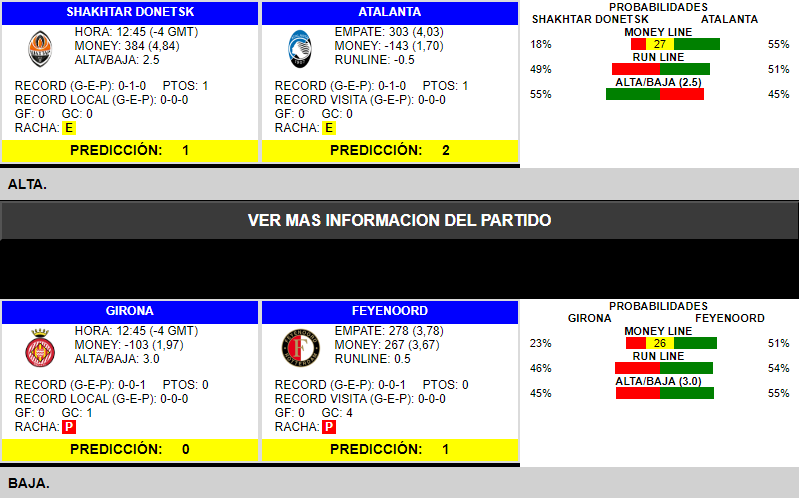 SHAKHTAR DONETSK
HORA: 12:45 (-4 GMT)
MONEY: 384 (4,84)
ALTA/BAJA: 2.5
RECORD (G-E-P): 0-1-0 PTOS: 1
RECORD LOCAL (G-E-P): 0-0-0
GF: 0 GC: 0
RACHA: E
PREDICCIÓN: 1
ATALANTA
EMPATE: 303 (4,03)
MONEY: -143 (1,70)
RUNLINE: -0.5
RECORD (G-E-P): 0-1-0 PTOS: 1
RECORD VISITA (G-E-P): 0-0-0
GF: 0 GC: 0
RACHA: E
PREDICCIÓN: 2
PROBABILIDADES
SHAKHTAR DONETSK ATALANTA
MONEY LINE
18% 27 55%
RUN LINE
49% 51%
ALTA/BAJA (2.5)
55% 45%
ALTA.
VER MAS INFORMACION DEL PARTIDO
GIRONA
HORA: 12:45 (-4 GMT)
MONEY: -103 (1,97)
ALTA/BAJA: 3.0
RECORD (G-E-P): 0-0-1 PTOS: 0
RECORD LOCAL (G-E-P): 0-0-0
GF: 0 GC: 1
RACHA: P
PREDICCIÓN: 0
FEYENOORD
EMPATE: 278 (3,78)
MONEY: 267 (3,67)
RUNLINE: 0.5
RECORD (G-E-P): 0-0-1 PTOS: 0
RECORD VISITA (G-E-P): 0-0-0
GF: 0 GC: 4
RACHA: P
PREDICCIÓN: 1
PROBABILIDADES
GIRONA FEYENOORD
MONEY LINE
23% 26 51%
RUN LINE
46% 54%
ALTA/BAJA (3.0)
45% 55%
BAJA.